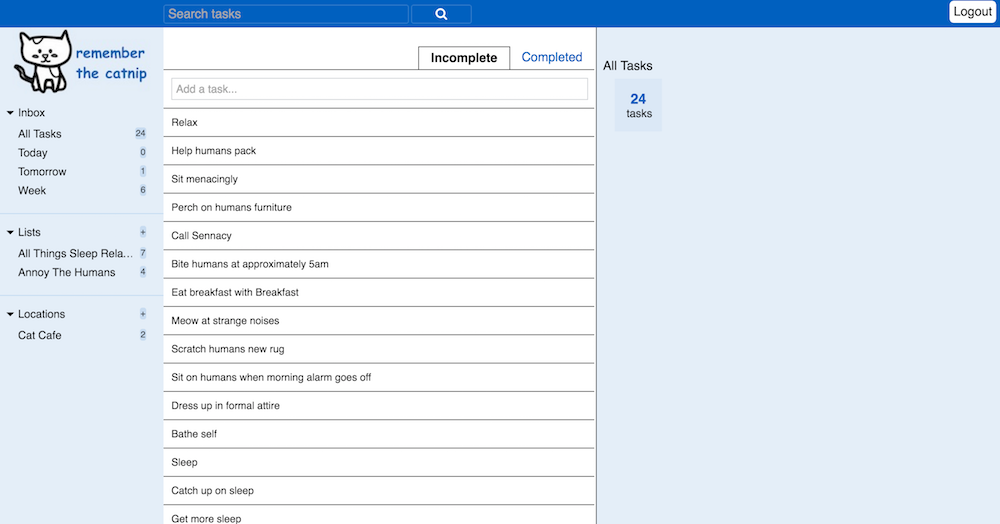 Search tasks
Logout
remember
the catnip
Inbox
All Tasks 24
Today 0
Tomorrow 1
Week 6
Lists +
All Things Sleep Rela... 7
Annoy The Humans 4
Locations +
Cat Cafe 2
Incomplete Completed
Add a task...
Relax
Help humans pack
Sit menacingly
Perch on humans furniture
Call Sennacy
Bite humans at approximately 5am
Eat breakfast with Breakfast
Meow at strange noises
Scratch humans new rug
Sit on humans when morning alarm goes off
Dress up in formal attire
Bathe self
Sleep
Catch up on sleep
Get more sleep
All Tasks
24
tasks